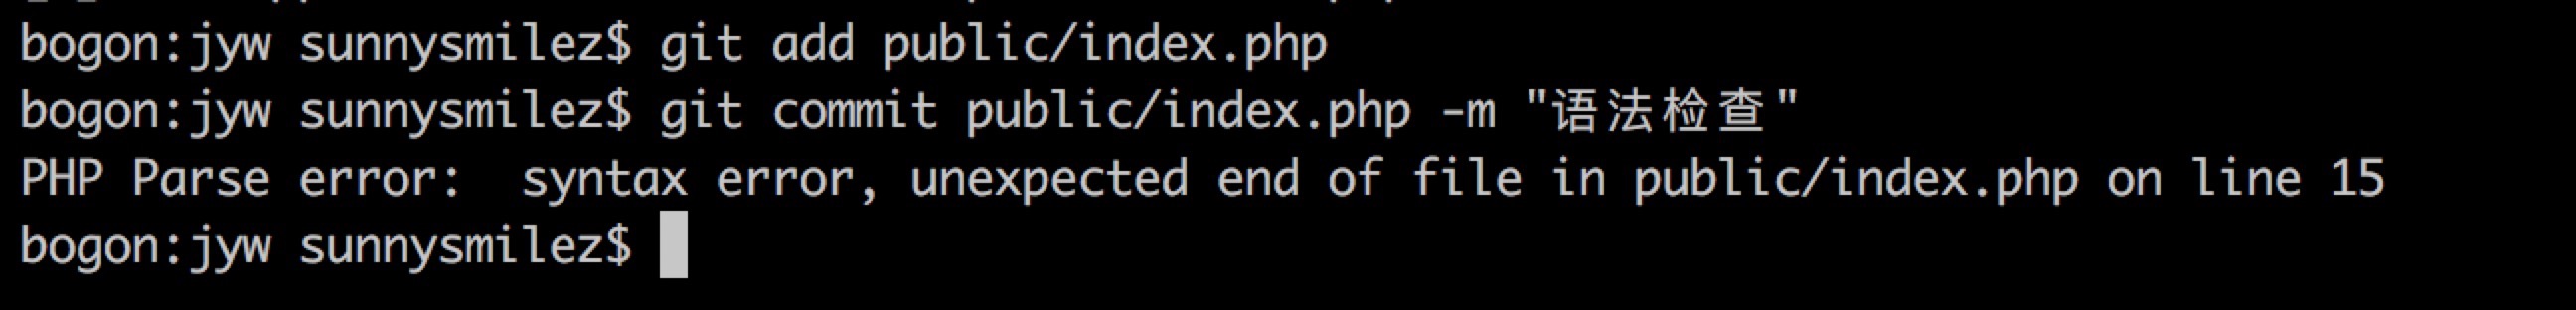 bogon:jyw sunnysmilez$ git add public/index.php
bogon:jyw sunnysmilez$ git commit public/index.php -m "语法检查"
PHP Parse error:  syntax error, unexpected end of file in public/index.php on line 15
bogon:jyw sunnysmilez$